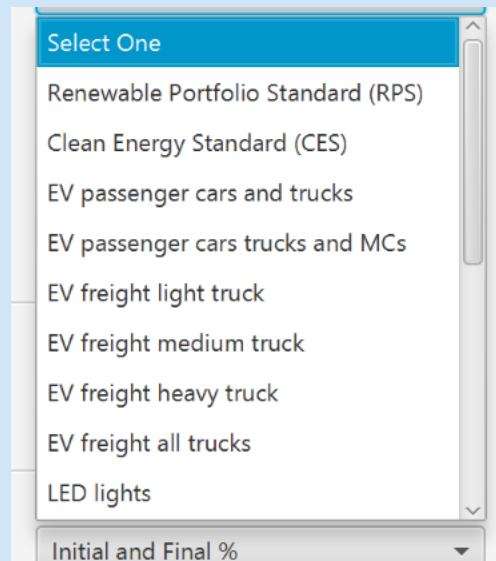 Select One
Renewable Portfolio Standard (RPS)
Clean Energy Standard (CES)
EV passenger cars and trucks
EV passenger cars trucks and MCs
EV freight light truck
EV freight medium truck
EV freight heavy truck
EV freight all trucks
LED lights
Initial and Final %